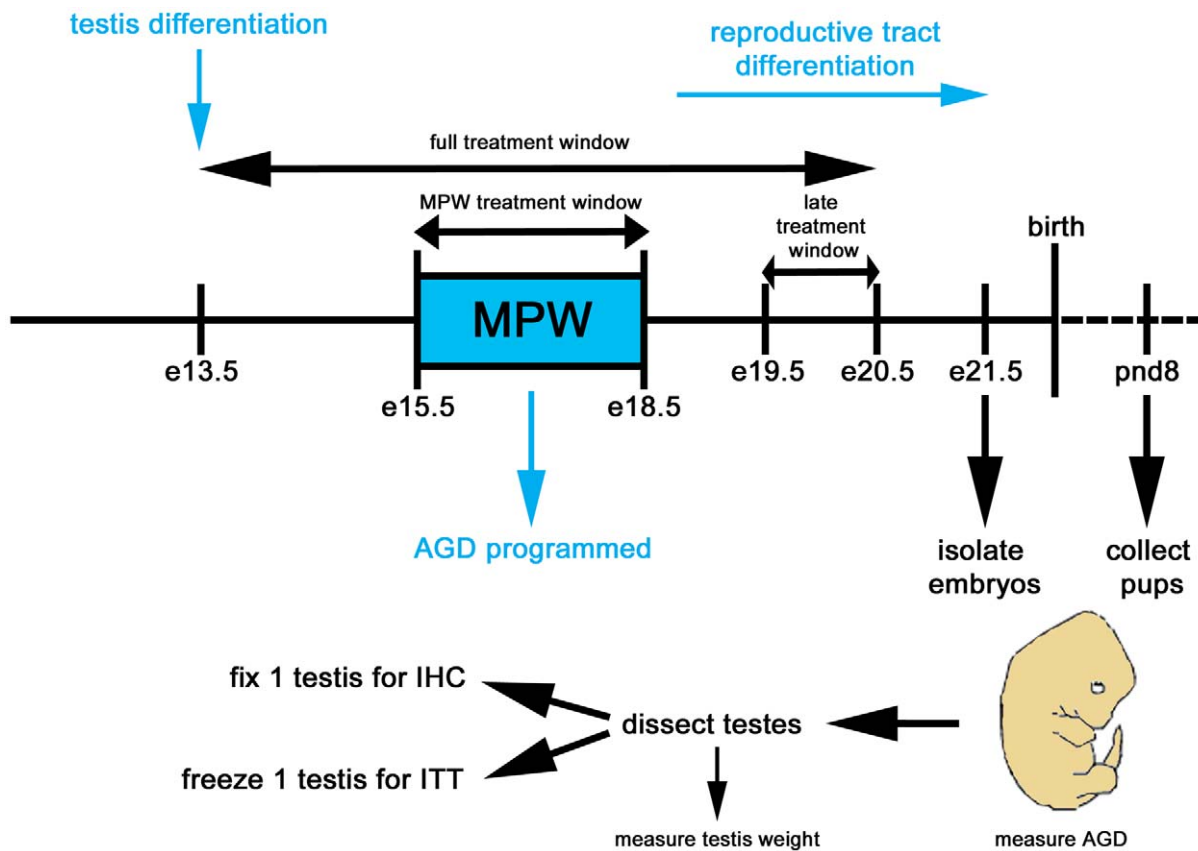 testis differentiation
reproductive tract
differentiation
full treatment window
MPW treatment window
late
treatment
window
birth
MPW
e13.5
e15.5
e18.5
e19.5
e20.5
e21.5
pnd8
AGD programmed
isolate
embryos
collect
pups
fix 1 testis for IHC
dissect testes
freeze 1 testis for ITT
measure testis weight
measure AGD